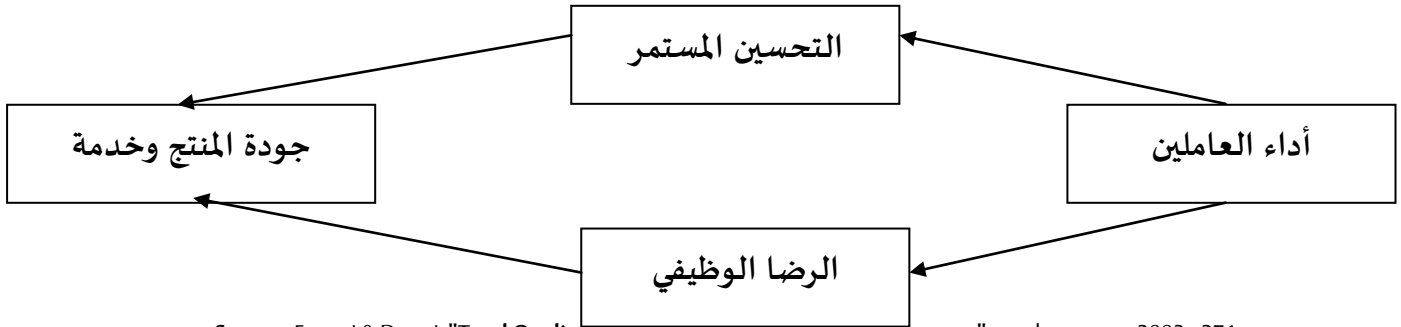 التحسين المستمر
أداء العاملين
جودة المنتج وخدمة
الرضا الوظيفي